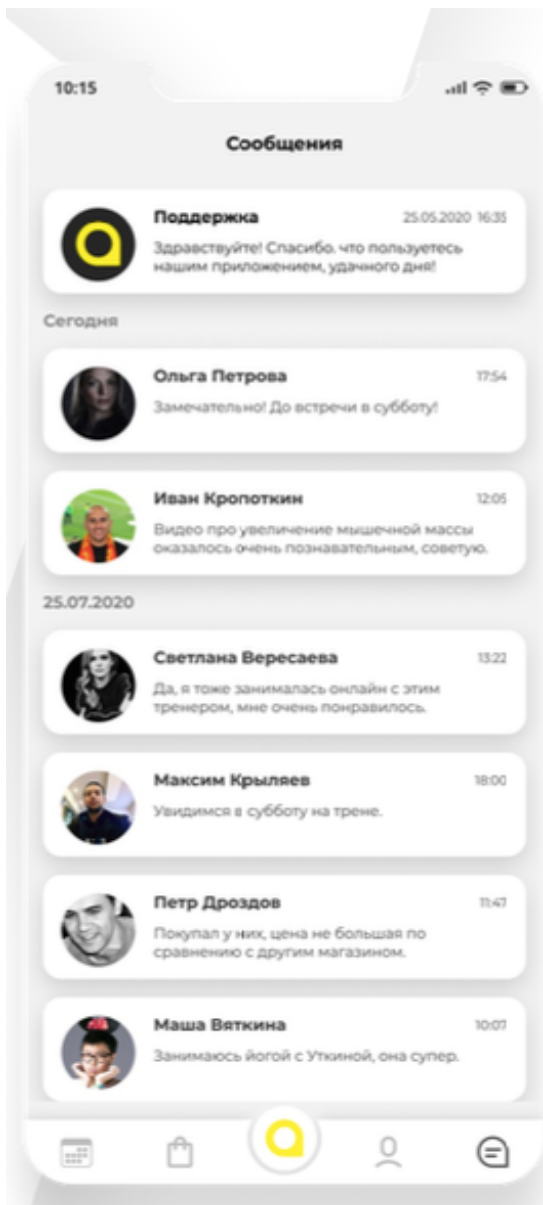 10:15
Сообщения
Поддержка
25.05.2020 16:35
Здравствуйте! Спасибо. что пользуетесь
нашим приложением, удачного дня!
Сегодня
Ольга Петрова
17:54
Замечательно! До встречи в субботу!
Иван Кропоткин
12:05
Видео про увеличение мышечной массы
оказалось очень познавательным, советую.
25.07.2020
Светлана Вересаева
13:22
Да, я тоже занималась онлайн с этим
тренером, мне очень понравилось.
Максим Крыляев
18:00
Увидимся в субботу на трене.
Петр Дроздов
11:47
Покупал у них, цена не большая по
сравнению с другим магазином.
Маша Вяткина
10:07
Занимаюсь йогой с Уткиной, она супер.